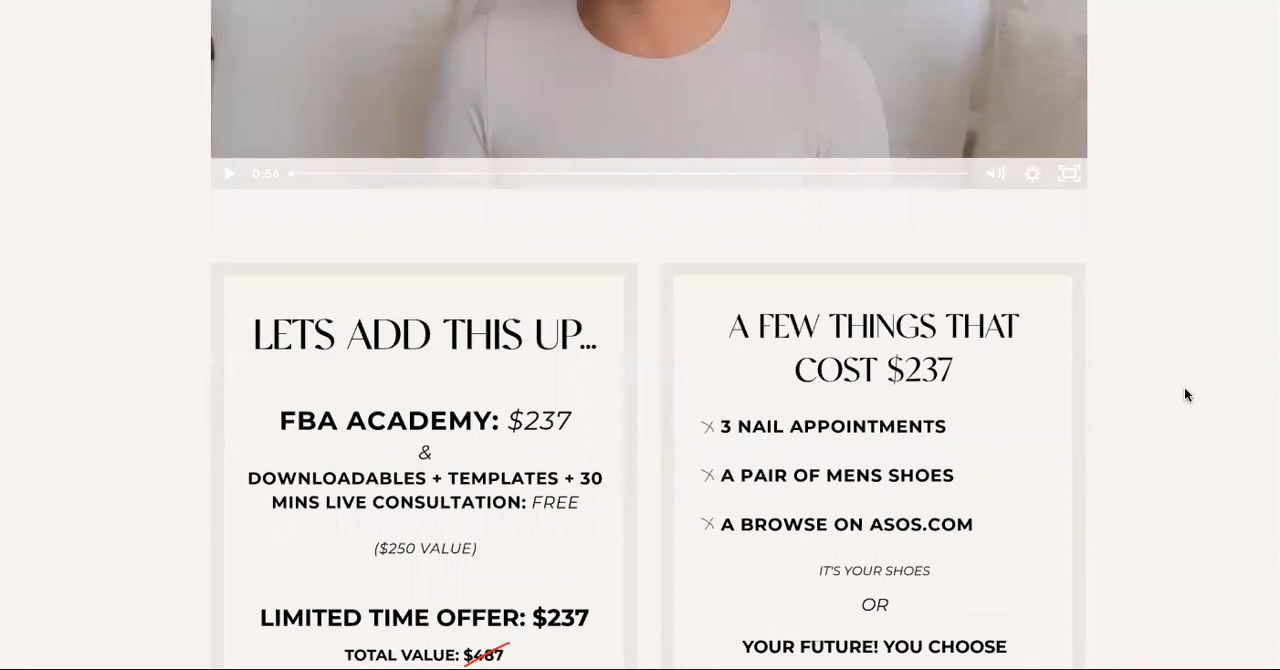 0:56
LETS ADD THIS UP...
FBA ACADEMY: $237
&
DOWNLOADABLES + TEMPLATES + 30
MINS LIVE CONSULTATION: FREE
($250 VALUE)
LIMITED TIME OFFER: $237
TOTAL VALUE: $487
A FEW THINGS THAT
COST $237
3 NAIL APPOINTMENTS
A PAIR OF MENS SHOES
A BROWSE ON ASOS.COM
IT'S YOUR SHOES
OR
YOUR FUTURE! YOU CHOOSE